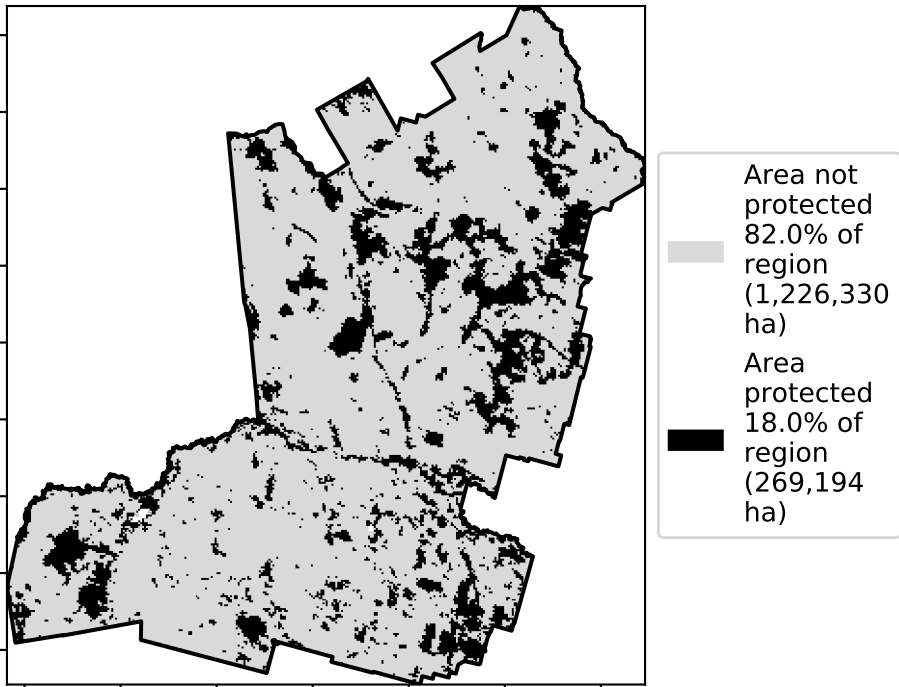 Area not
protected
82.0% of
region
(1,226,330
ha)
Area
protected
18.0% of
region
(269,194
ha)